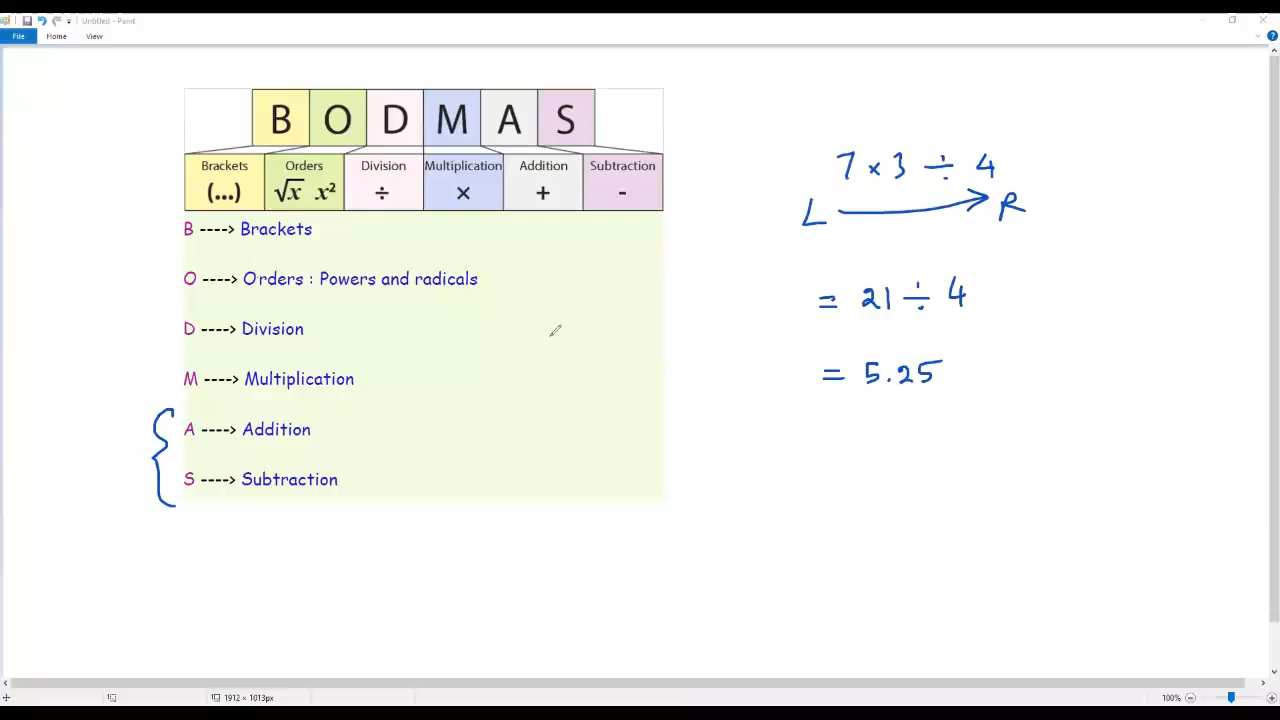 Untitled - Paint
File Home View
B O D M A S
Brackets Orders Division Multiplication Addition Subtraction
(...) √x x² ÷ × + -
B ----> Brackets
O ----> Orders : Powers and radicals
D ----> Division
M ----> Multiplication
A ----> Addition
S ----> Subtraction
7 × 3 ÷ 4
L R
= 21 ÷ 4
= 5.25
1912 × 1013px
100%